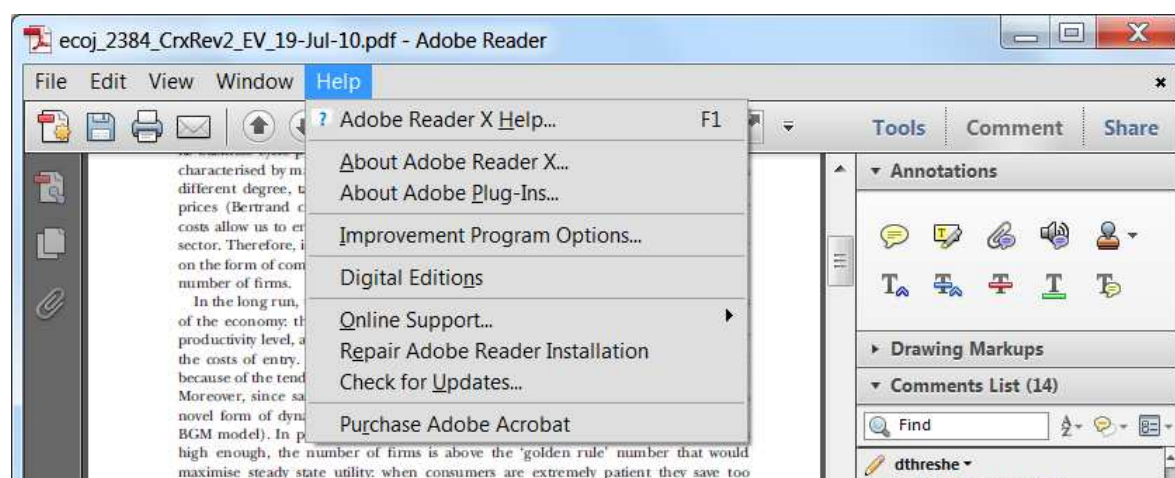 ecoj_2384_CrxRev2_EV_19-Jul-10.pdf - Adobe Reader
File Edit View Window Help
Adobe Reader X Help... F1
About Adobe Reader X...
About Adobe Plug-Ins...
Improvement Program Options...
Digital Editions
Online Support...
Repair Adobe Reader Installation
Check for Updates...
Purchase Adobe Acrobat
characterised by
different degree,
prices (Bertrand
costs allow us to
sector. Therefore,
on the form of
number of firms.
In the long run,
of the economy:
productivity level,
the costs of entry.
because of the
Moreover, since
novel form of
BGM model). In
high enough, the number of firms is above the 'golden rule' number that would
maximise steady state utility: when consumers are extremely patient they save too
Tools Comment Share
Annotations
Drawing Markups
Comments List (14)
Find
dthreshe